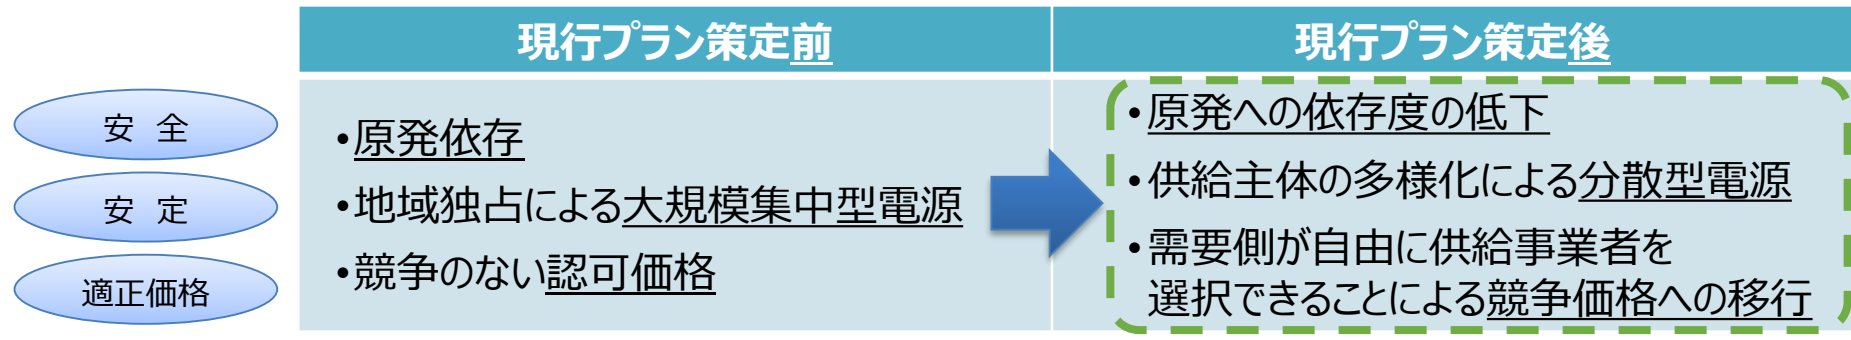 現行プラン策定前
現行プラン策定後
安 全
安 定
適正価格
•原発依存
•地域独占による大規模集中型電源
•競争のない認可価格
•原発への依存度の低下
•供給主体の多様化による分散型電源
•需要側が自由に供給事業者を
選択できることによる競争価格への移行